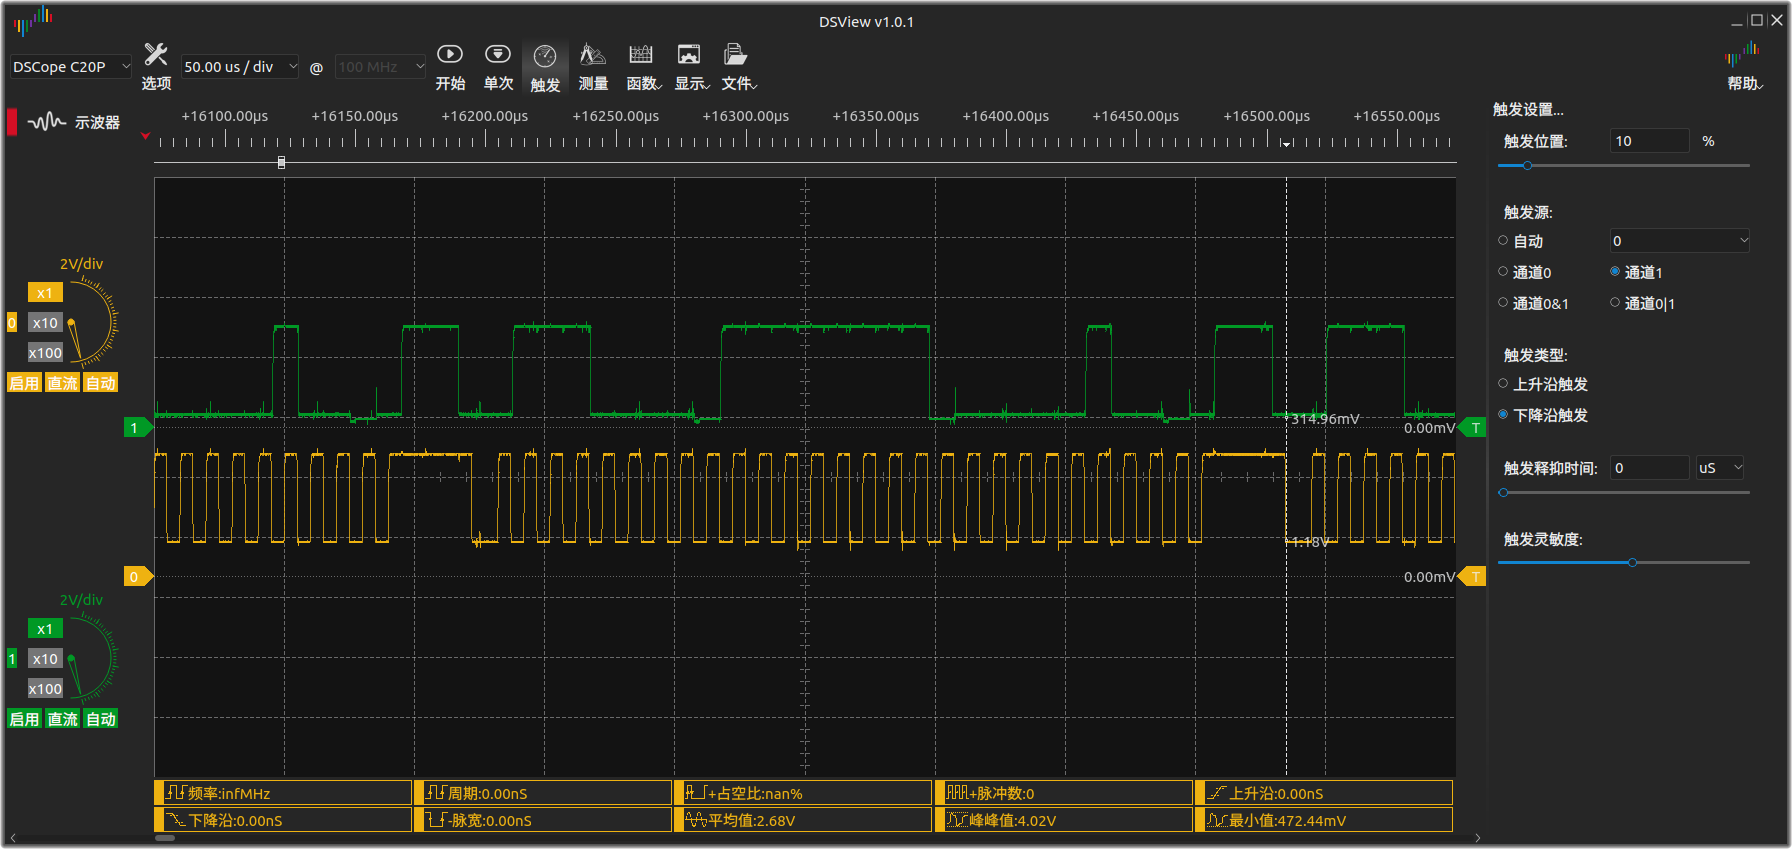 DSView v1.0.1
DSCope C20P
选项
50.00 us / div
@
100 MHz
开始
单次
触发
测量
函数
显示
文件
帮助
示波器
+16100.00μs
+16150.00μs
+16200.00μs
+16250.00μs
+16300.00μs
+16350.00μs
+16400.00μs
+16450.00μs
+16500.00μs
+16550.00μs
2V/div
x1
0
x10
x100
启用
直流
自动
2V/div
x1
1
x10
x100
启用
直流
自动
1
314.96mV
0.00mV
T
1.18V
0
0.00mV
T
频率:infMHz
周期:0.00nS
+占空比:nan%
+脉冲数:0
上升沿:0.00nS
下降沿:0.00nS
-脉宽:0.00nS
平均值:2.68V
峰峰值:4.02V
最小值:472.44mV
触发设置...
触发位置:
10
%
触发源:
自动
0
通道0
通道1
通道0&1
通道0|1
触发类型:
上升沿触发
下降沿触发
触发释抑时间:
0
uS
触发灵敏度: